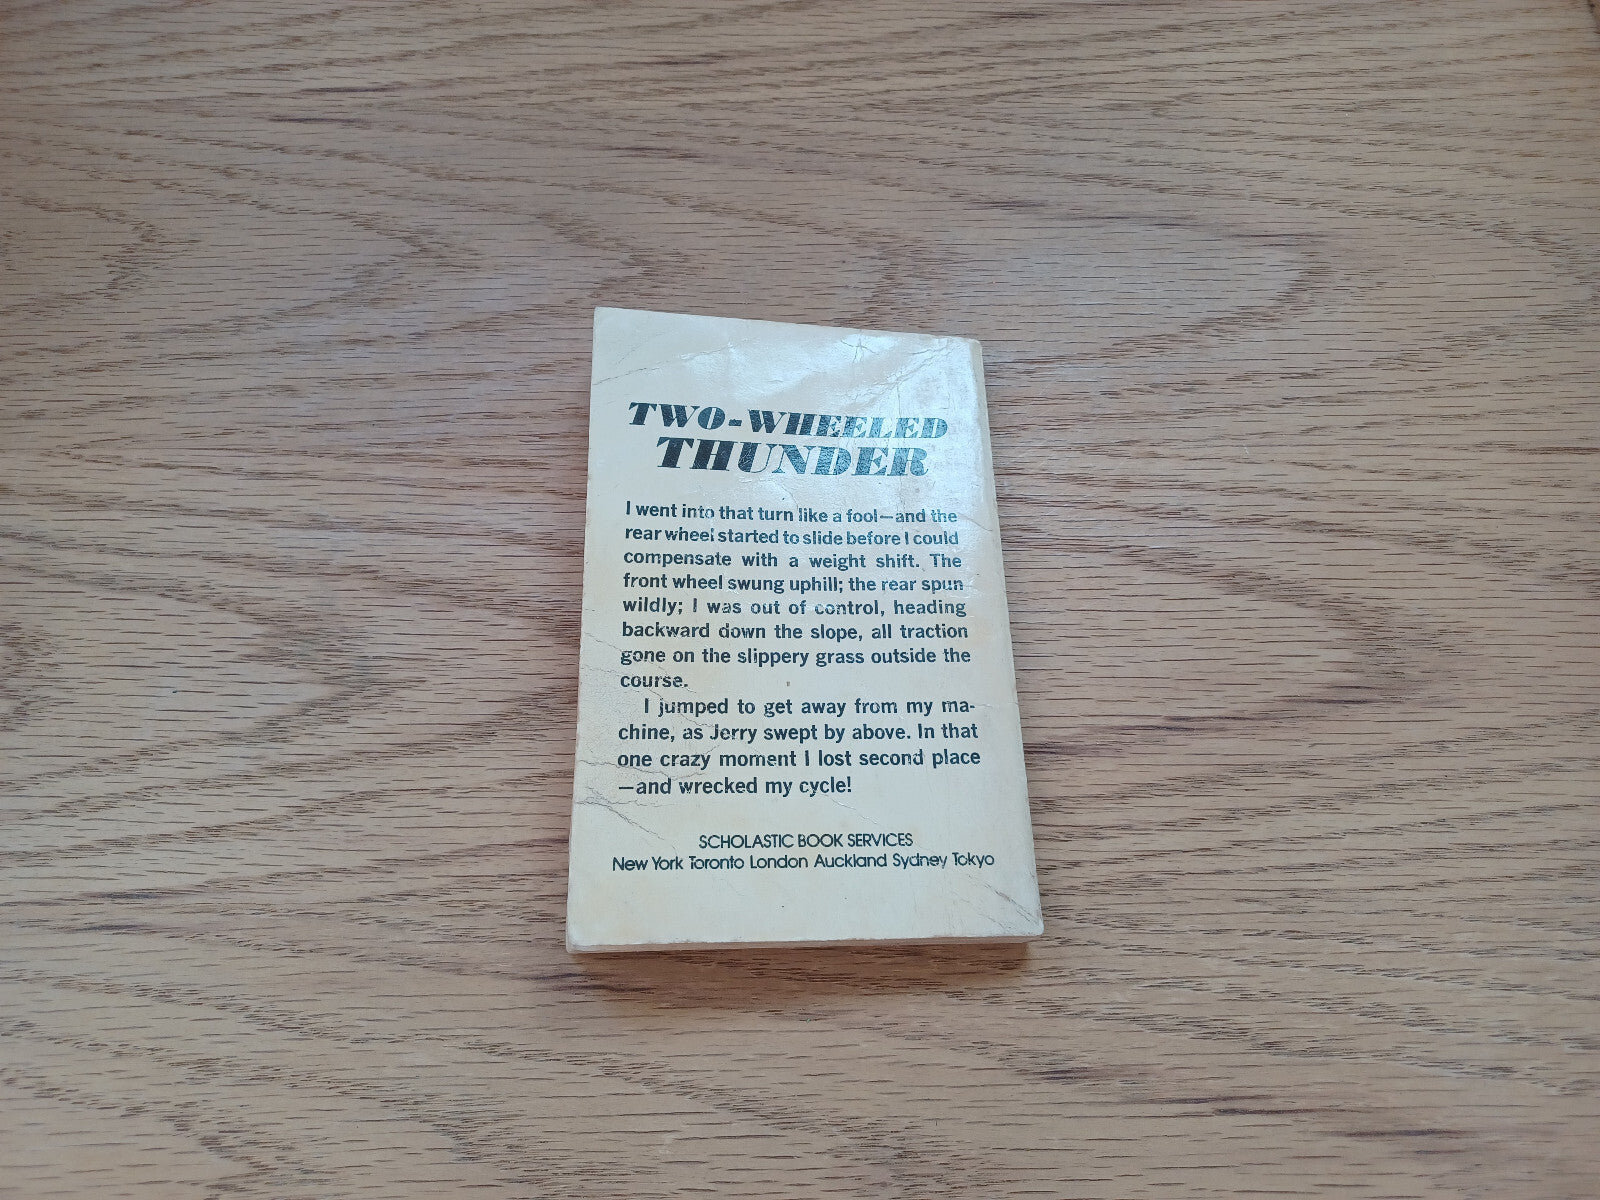 TWO-WHEELED
THUNDER
I went into that turn like a fool—and the
rear wheel started to slide before I could
compensate with a weight shift. The
front wheel swung uphill; the rear spun
wildly; I was out of control, heading
backward down the slope, all traction
gone on the slippery grass outside the
course.
I jumped to get away from my ma-
chine, as Jerry swept by above. In that
one crazy moment I lost second place
—and wrecked my cycle!
SCHOLASTIC BOOK SERVICES
New York Toronto London Auckland Sydney Tokyo